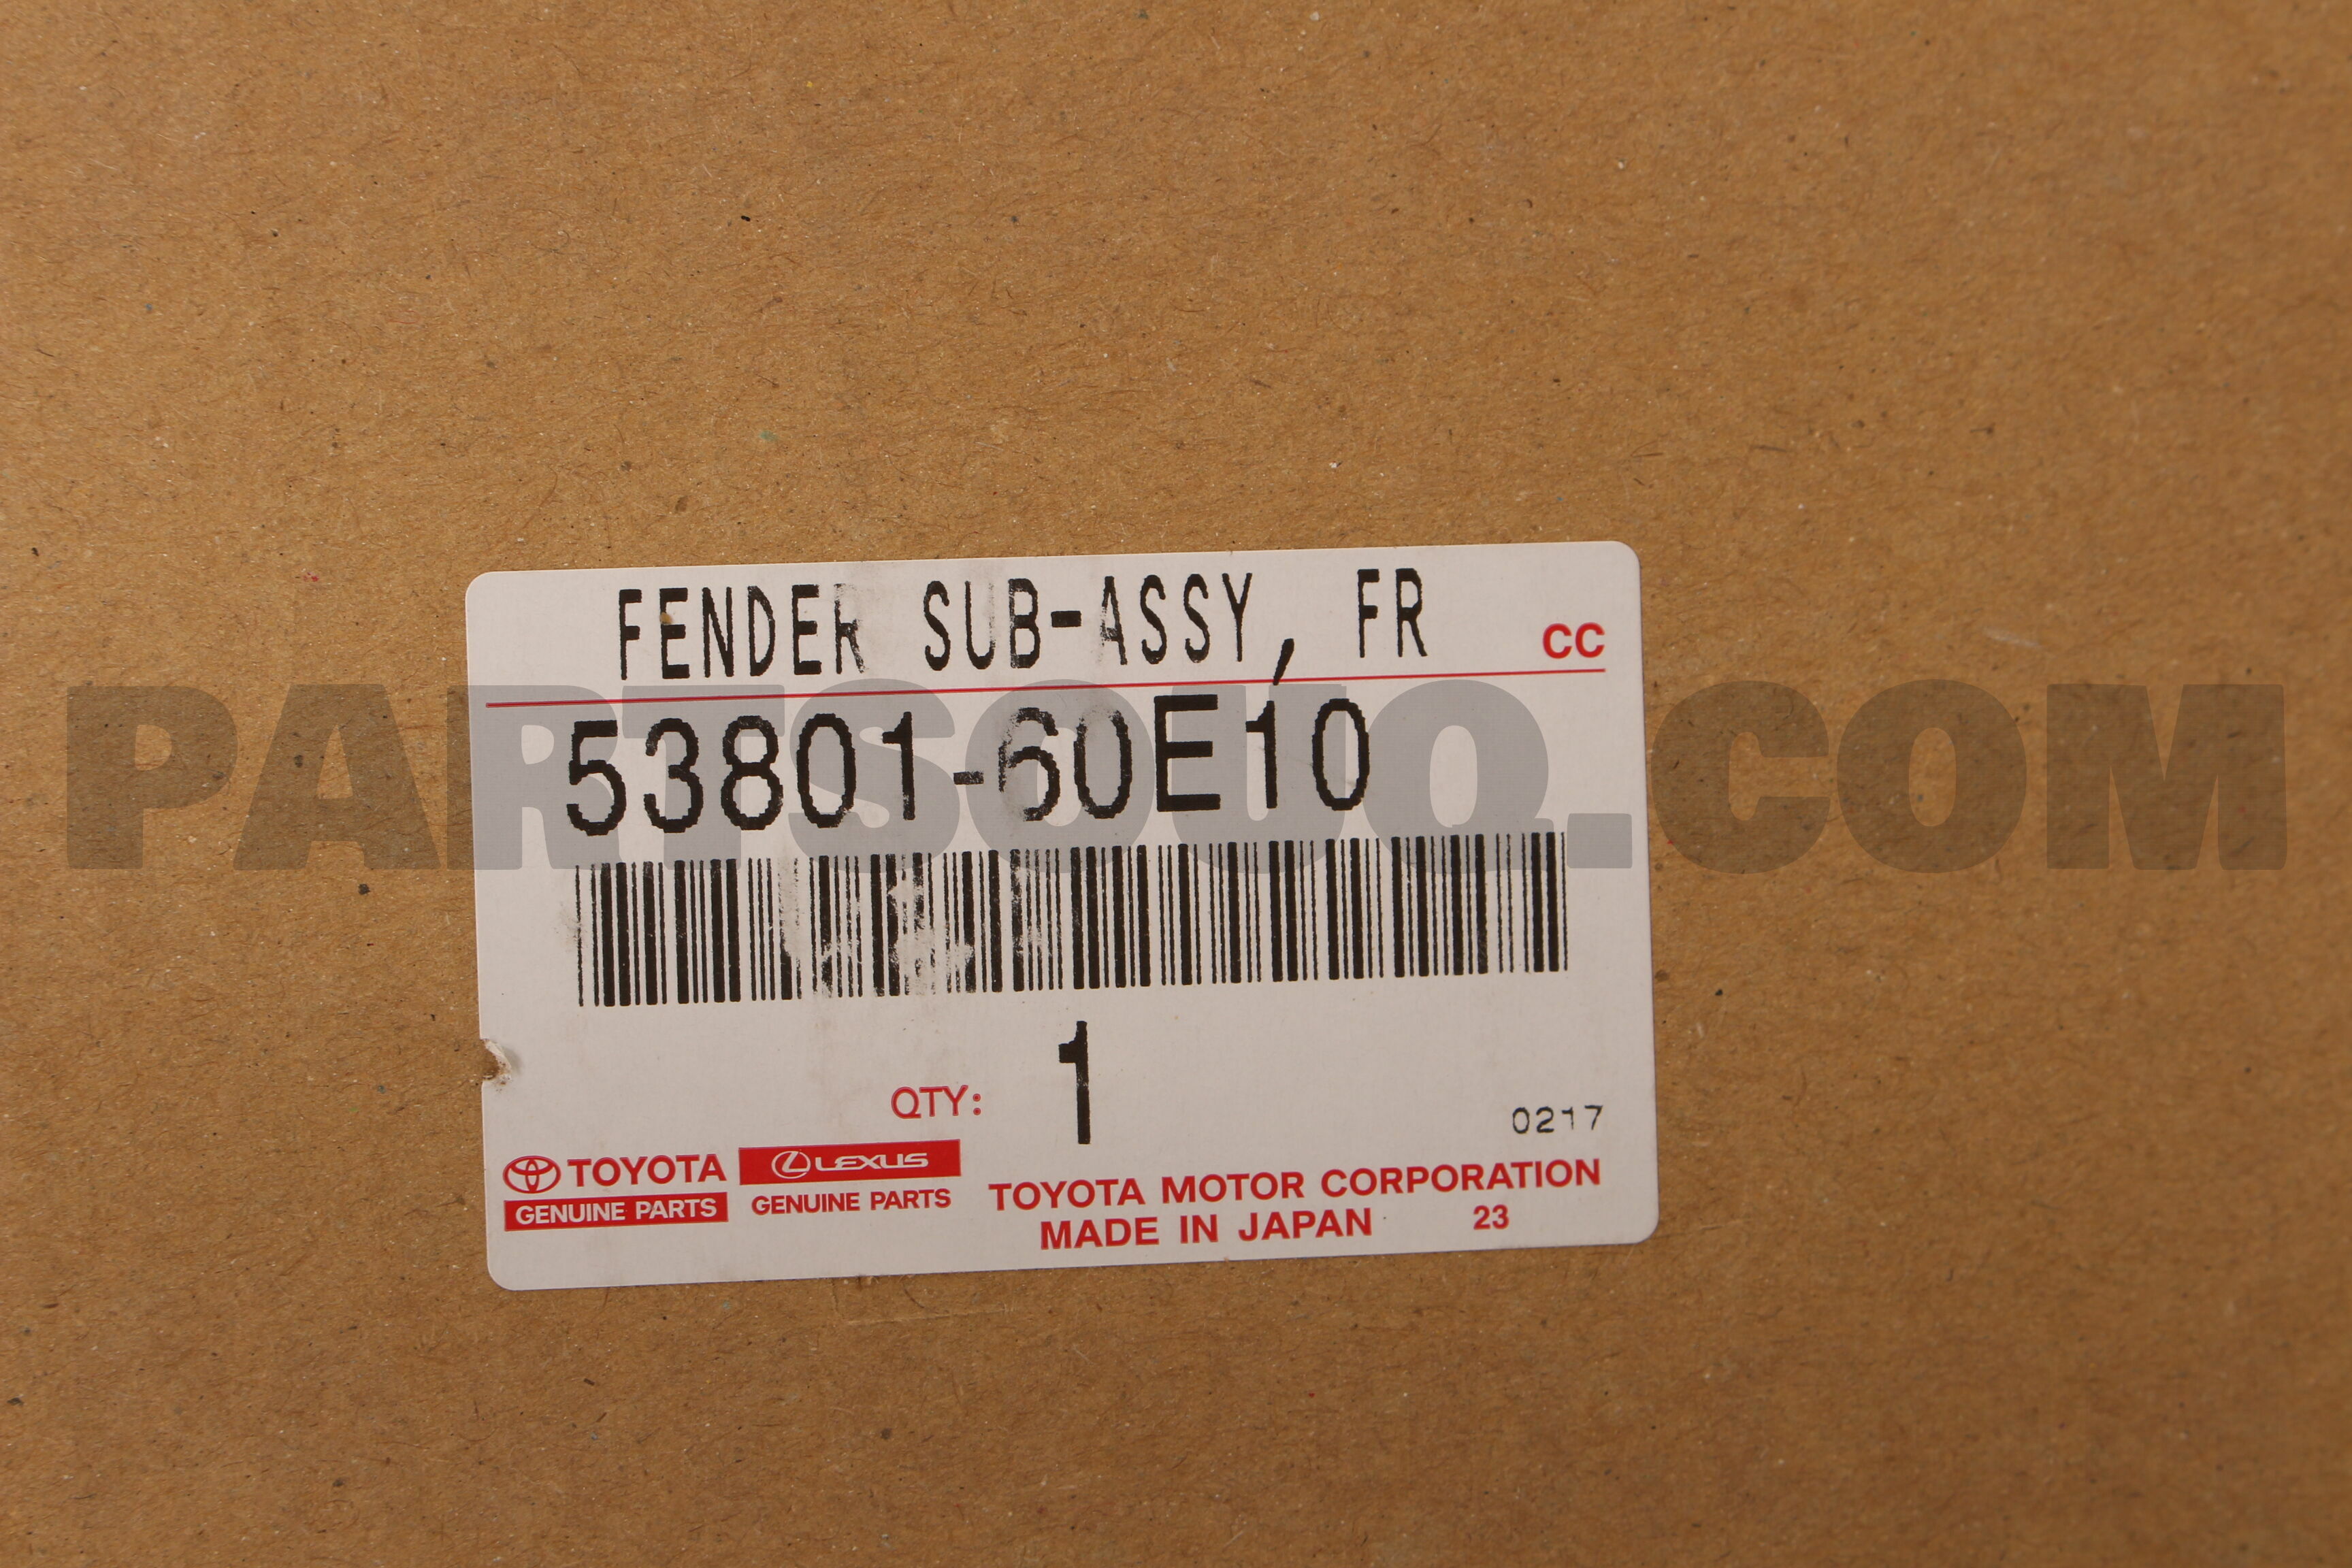 FENDER SUB-ASSY, FR
CC
53801-60E10
PARTSOUQ.COM
QTY: 1
0217
TOYOTA
GENUINE PARTS
LEXUS
GENUINE PARTS
TOYOTA MOTOR CORPORATION
MADE IN JAPAN 23